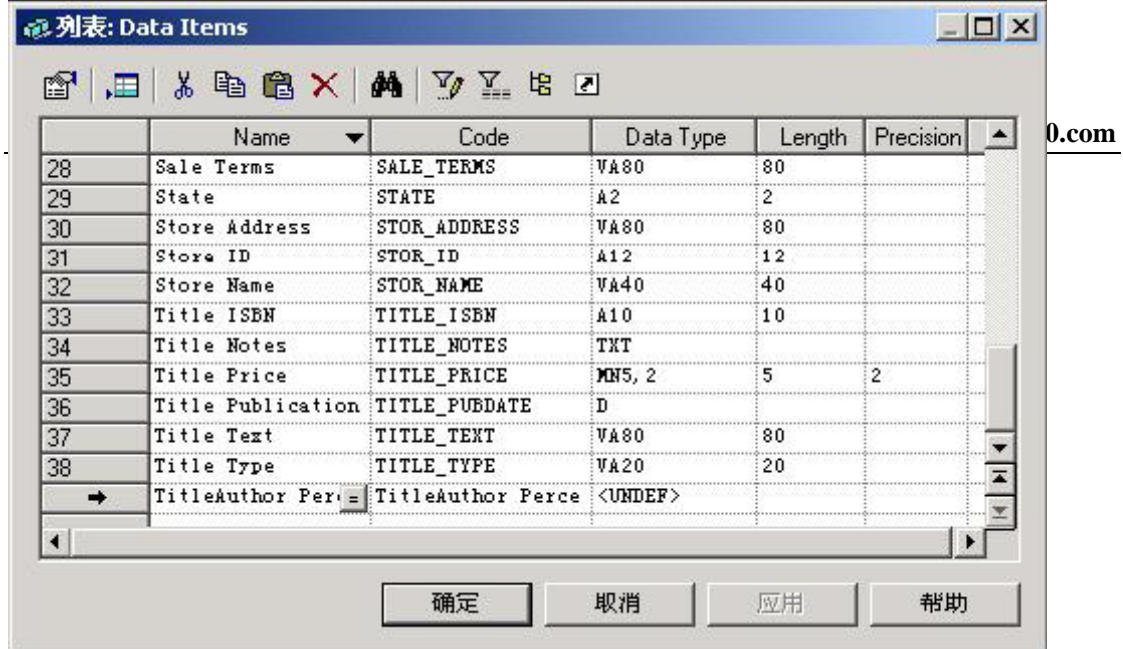 列表: Data Items
Name Code Data Type Length Precision
0.com
28 Sale Terms SALE_TERMS VA80 80
29 State STATE A2 2
30 Store Address STOR_ADDRESS VA80 80
31 Store ID STOR_ID A12 12
32 Store Name STOR_NAME VA40 40
33 Title ISBN TITLE_ISBN A10 10
34 Title Notes TITLE_NOTES TXT
35 Title Price TITLE_PRICE MN5,2 5 2
36 Title Publication TITLE_PUBDATE D
37 Title Text TITLE_TEXT VA80 80
38 Title Type TITLE_TYPE VA20 20
TitleAuthor Per = TitleAuthor Perce <UNDEF>
确定 取消 应用 帮助